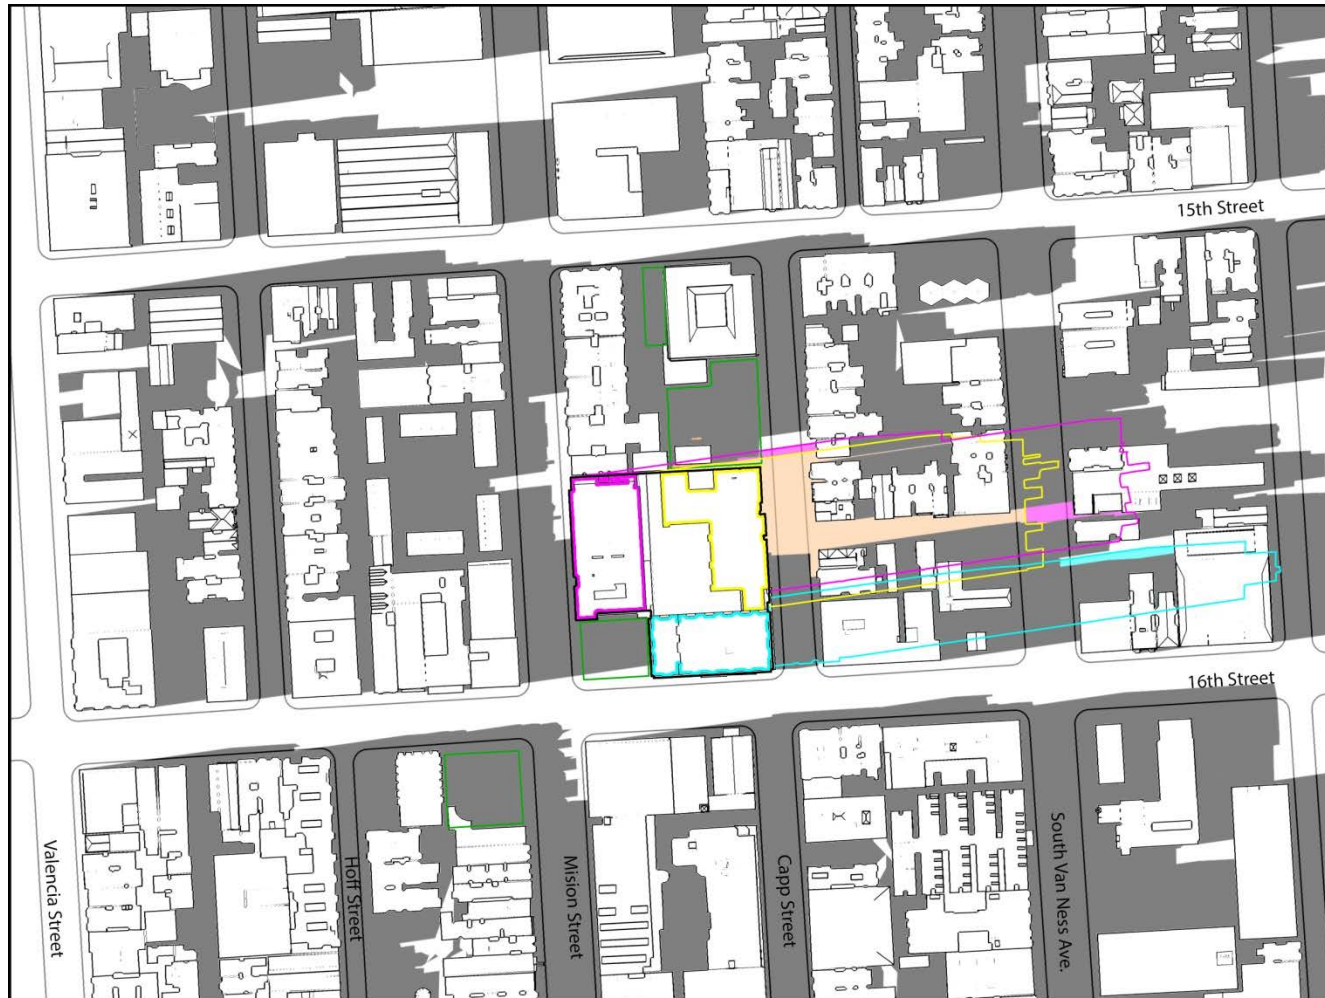 15th Street
16th Street
Valencia Street
Hoff Street
Mision Street
Capp Street
South Van Ness Ave.